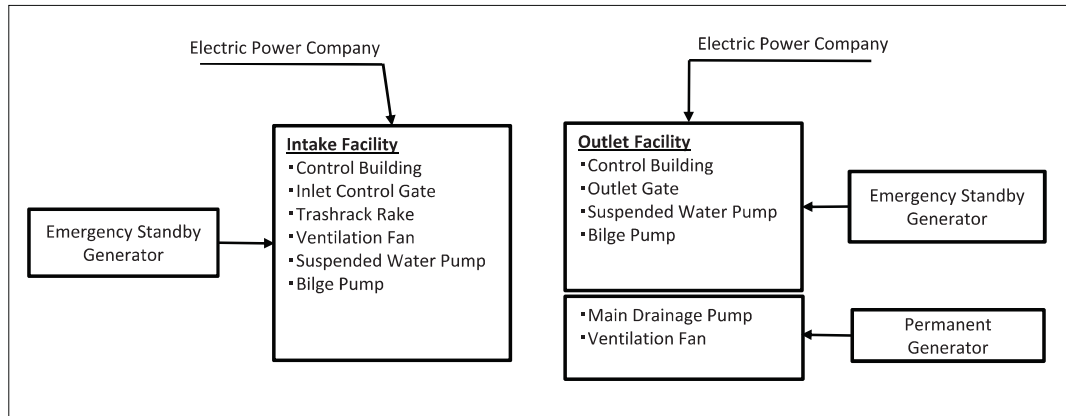 Electric Power Company
Intake Facility
▪Control Building
▪Inlet Control Gate
▪Trashrack Rake
▪Ventilation Fan
▪Suspended Water Pump
▪Bilge Pump
Emergency Standby
Generator
Electric Power Company
Outlet Facility
▪Control Building
▪Outlet Gate
▪Suspended Water Pump
▪Bilge Pump
Emergency Standby
Generator
▪Main Drainage Pump
▪Ventilation Fan
Permanent
Generator